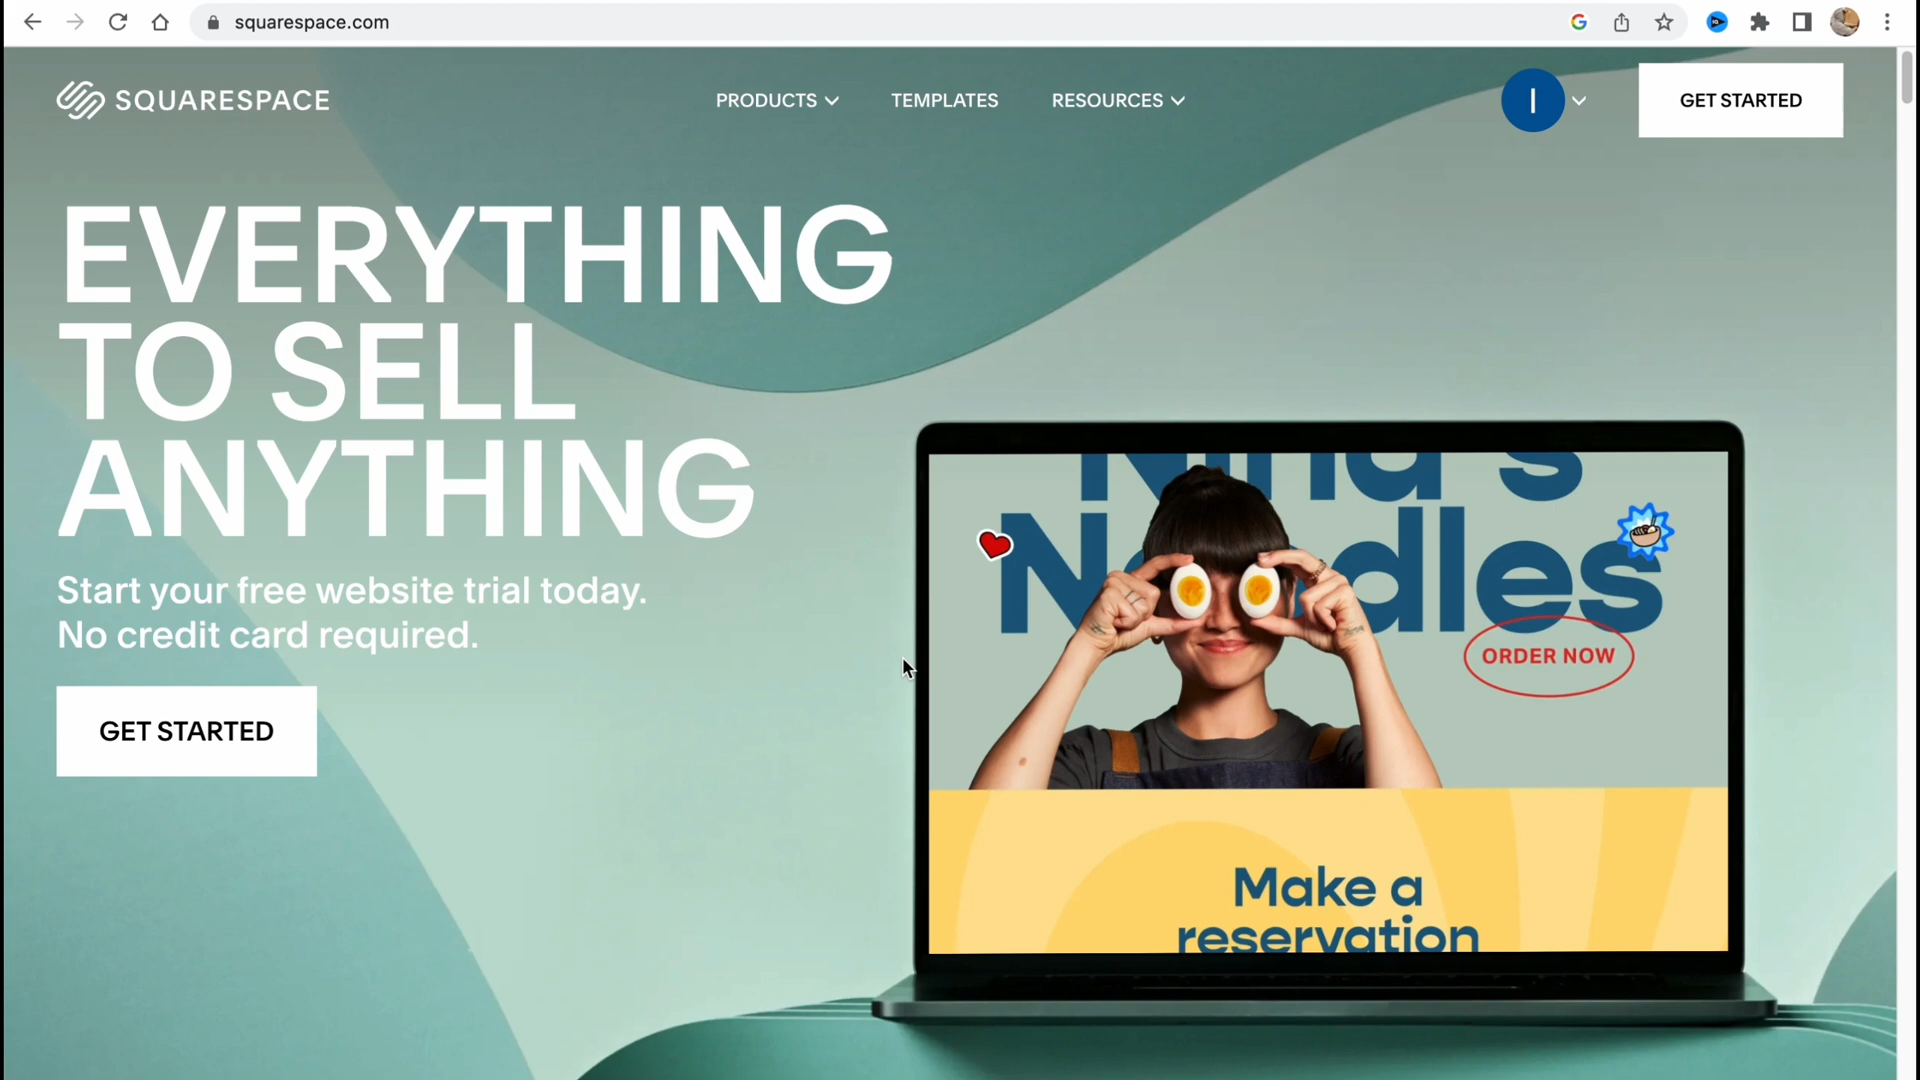 squarespace.com
SQUARESPACE
PRODUCTS
TEMPLATES
RESOURCES
I
GET STARTED
EVERYTHING
TO SELL
ANYTHING
Start your free website trial today.
No credit card required.
GET STARTED
Nina's
Noodles
ORDER NOW
Make a
reservation